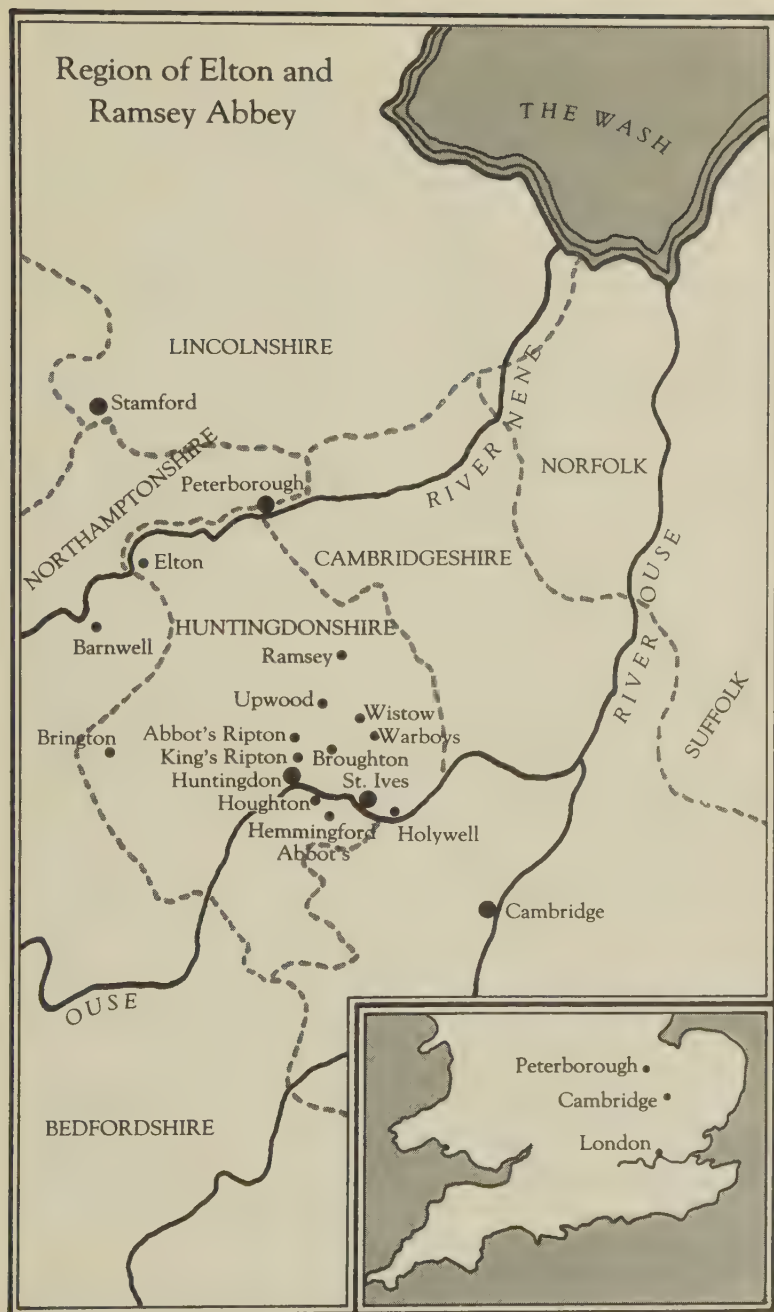 Region of Elton and
Ramsey Abbey
THE WASH
LINCOLNSHIRE
Stamford
NORTHAMPTONSHIRE
Peterborough
RIVER NENE
NORFOLK
Elton
CAMBRIDGESHIRE
Barnwell
HUNTINGDONSHIRE
Ramsey
RIVER OUSE
SUFFOLK
Upwood
Wistow
Abbot's Ripton
Warboys
Brington
King's Ripton
Broughton
Huntingdon
St. Ives
Houghton
Holywell
Hemmingford
Abbot's
Cambridge
OUSE
BEDFORDSHIRE
Peterborough
Cambridge
London